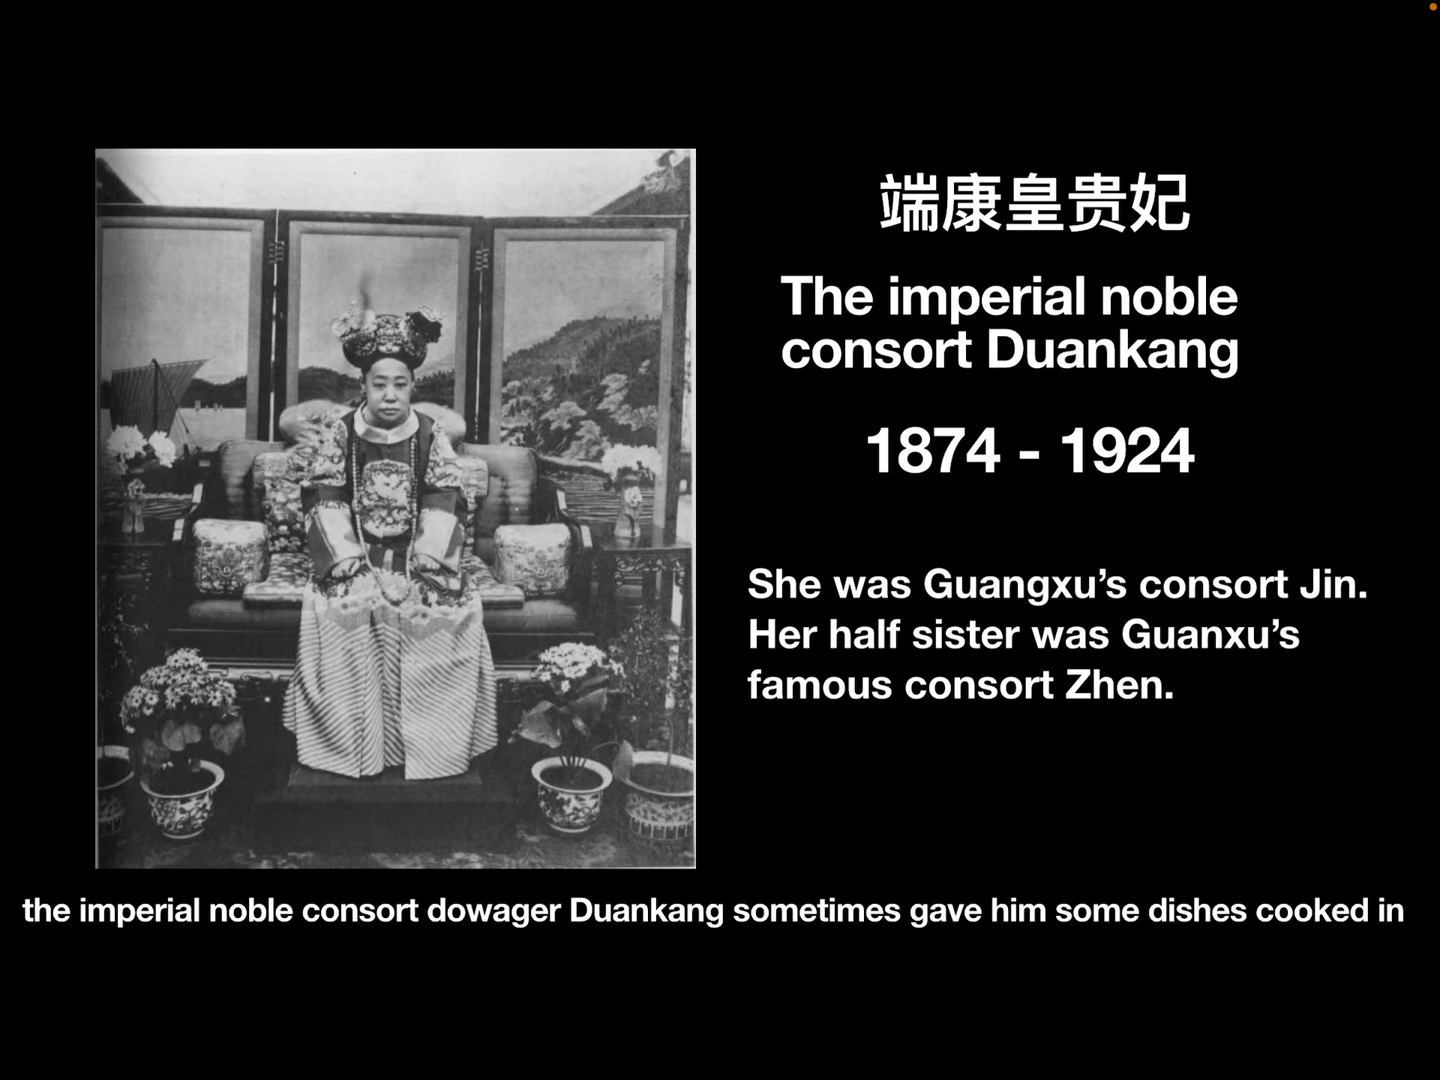 端康皇贵妃
The imperial noble
consort Duankang
1874 - 1924
She was Guangxu’s consort Jin.
Her half sister was Guanxu’s
famous consort Zhen.
the imperial noble consort dowager Duankang sometimes gave him some dishes cooked in